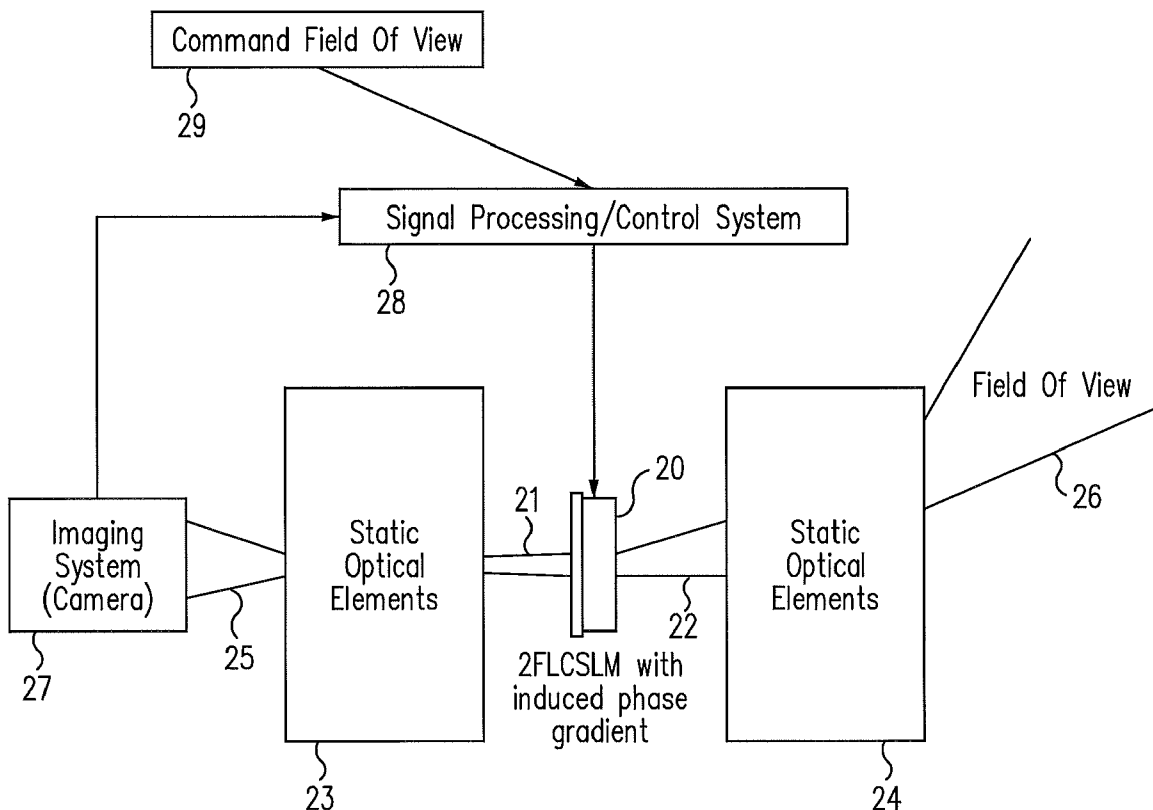 Command Field Of View
29
Signal Processing/Control System
28
Field Of View
26
20
21
22
Imaging
System
(Camera)
27
25
Static
Optical
Elements
23
2FLCSLM with
induced phase
gradient
Static
Optical
Elements
24